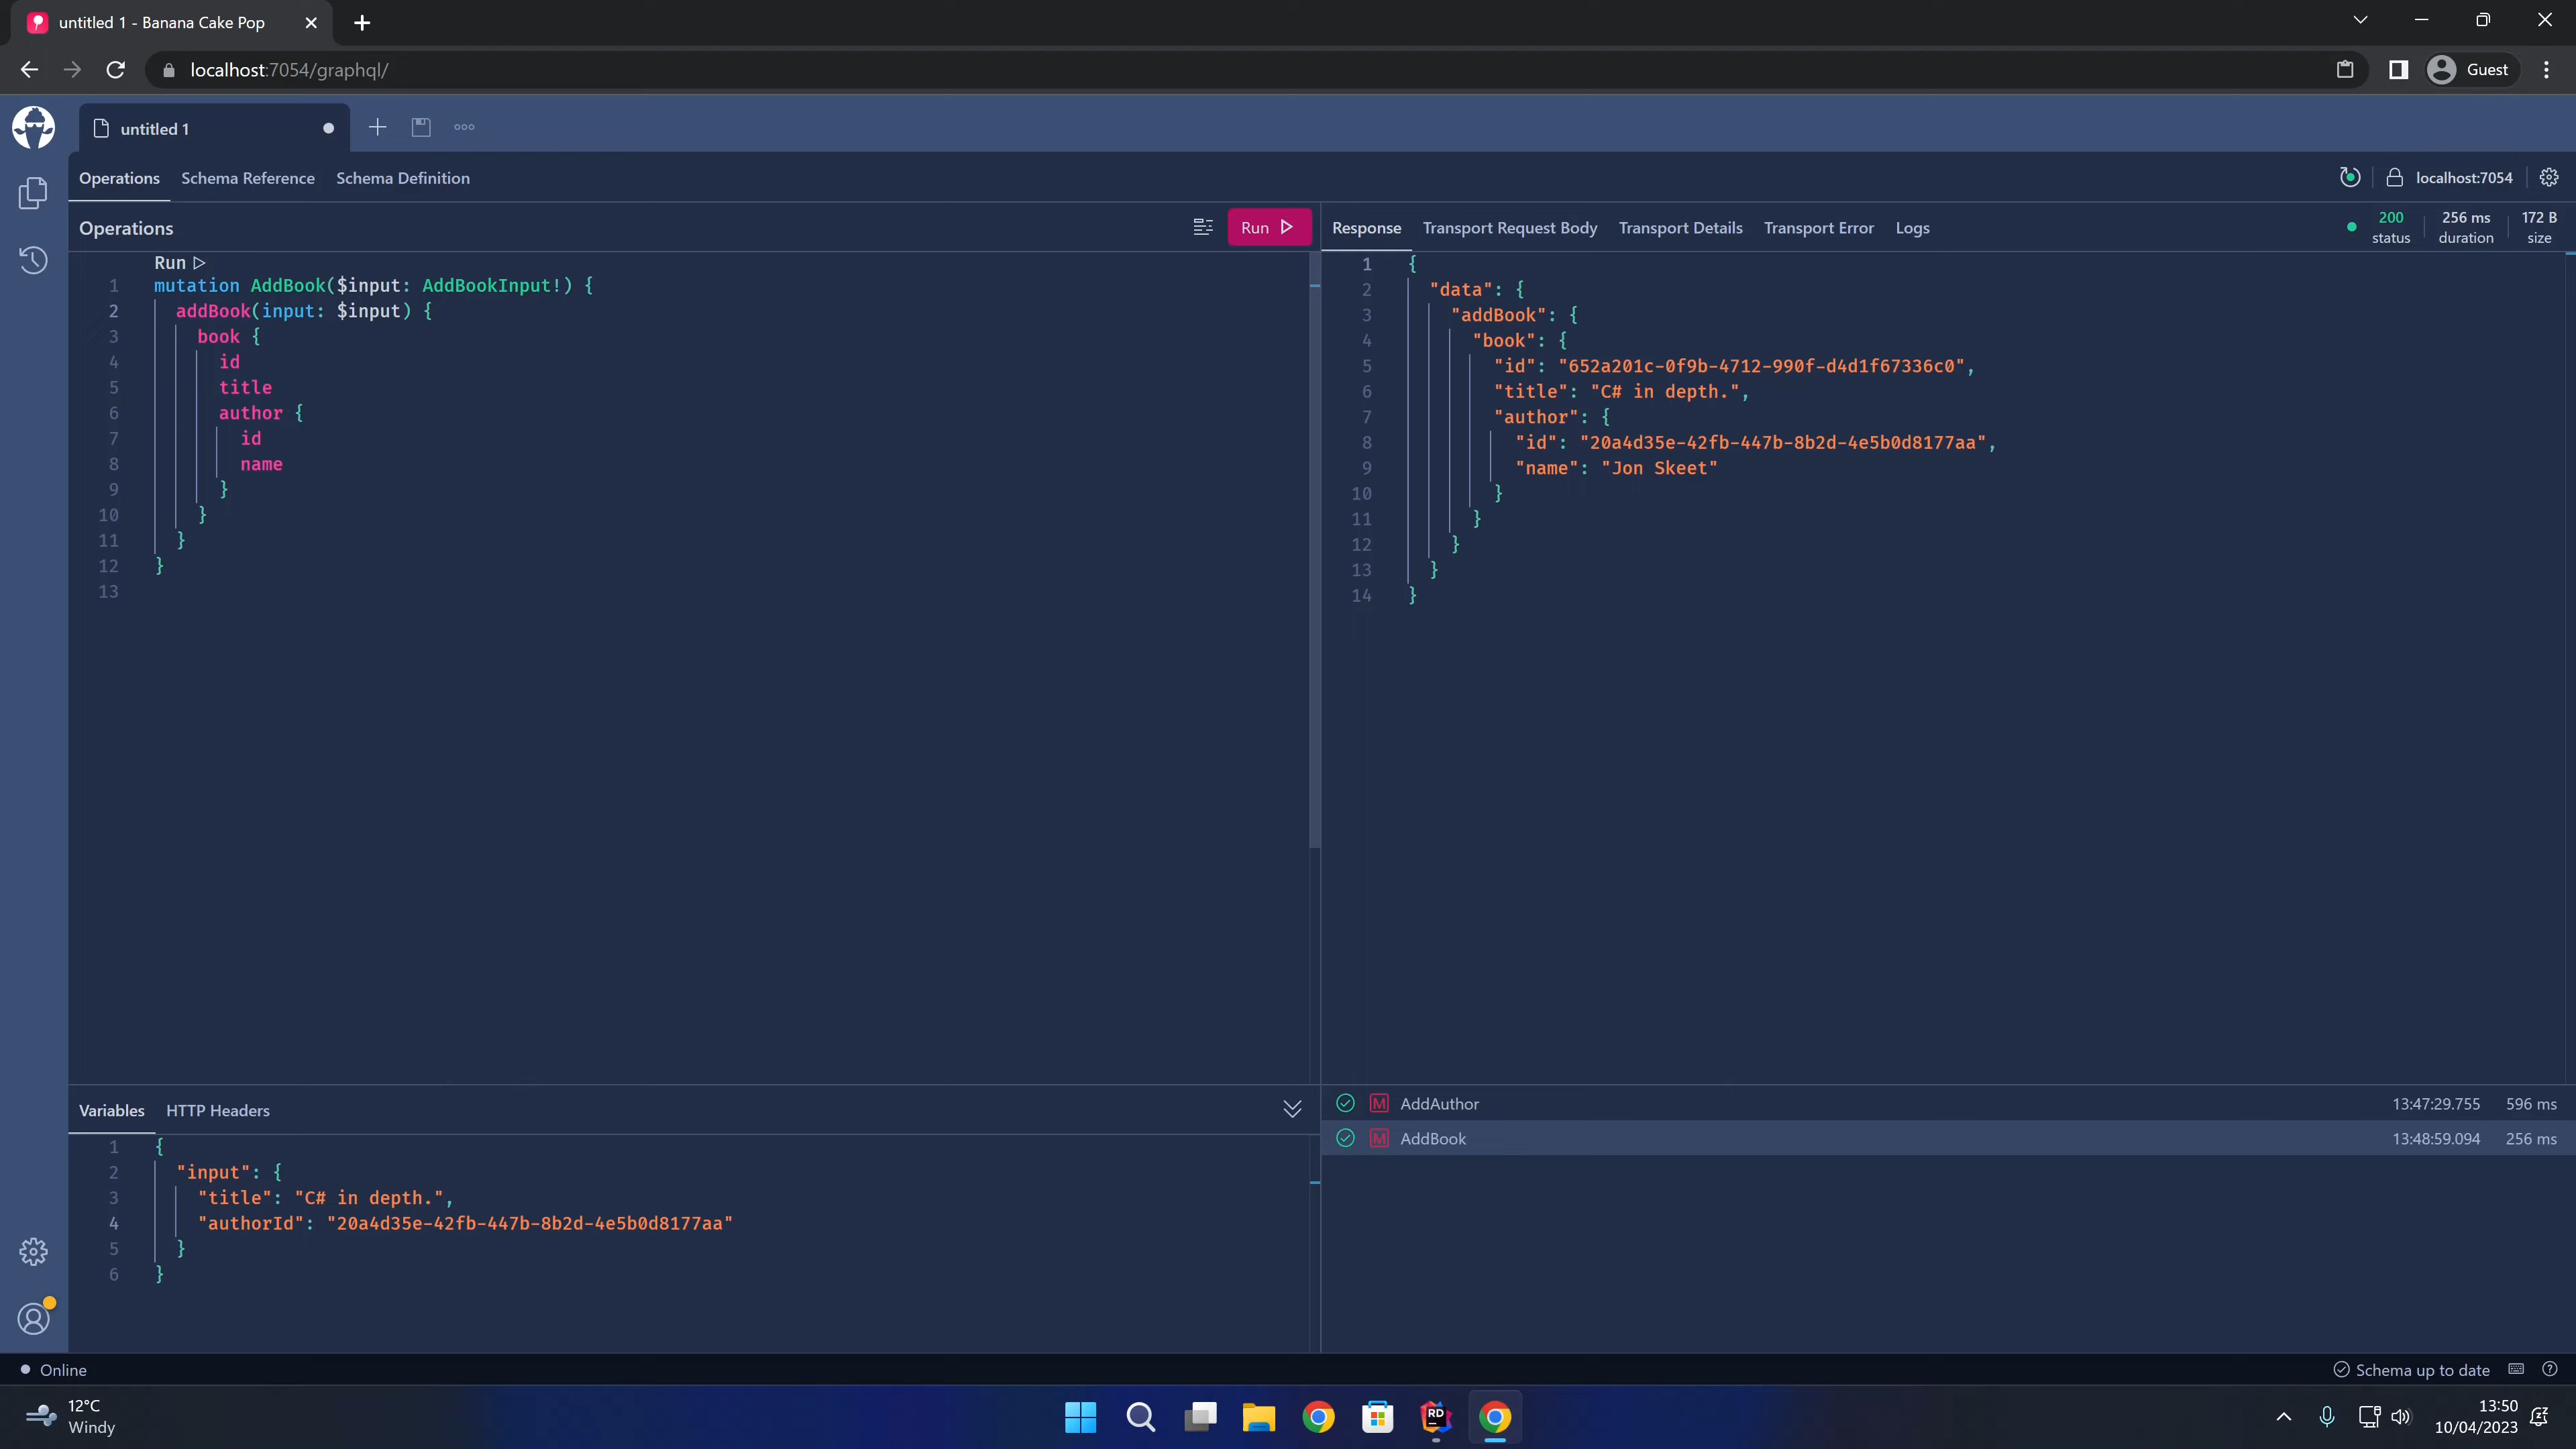 untitled 1 - Banana Cake Pop
localhost:7054/graphql/
Guest
untitled 1
Operations Schema Reference Schema Definition
localhost:7054
Operations
Run
Response Transport Request Body Transport Details Transport Error Logs
200 status
256 ms duration
172 B size
Run
1 mutation AddBook($input: AddBookInput!) {
2 addBook(input: $input) {
3 book {
4 id
5 title
6 author {
7 id
8 name
9 }
10 }
11 }
12 }
13
1 {
2 "data": {
3 "addBook": {
4 "book": {
5 "id": "652a201c-0f9b-4712-990f-d4d1f67336c0",
6 "title": "C# in depth.",
7 "author": {
8 "id": "20a4d35e-42fb-447b-8b2d-4e5b0d8177aa",
9 "name": "Jon Skeet"
10 }
11 }
12 }
13 }
14 }
Variables HTTP Headers
1 {
2 "input": {
3 "title": "C# in depth.",
4 "authorId": "20a4d35e-42fb-447b-8b2d-4e5b0d8177aa"
5 }
6 }
M AddAuthor 13:47:29.755 596 ms
M AddBook 13:48:59.094 256 ms
Online
Schema up to date
12°C
Windy
RD
13:50
10/04/2023